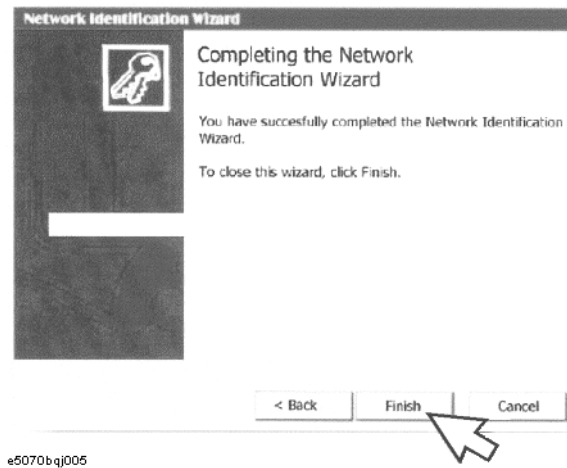 Network Identification Wizard
Completing the Network
Identification Wizard
You have succesfully completed the Network Identification
Wizard.
To close this wizard, click Finish.
< Back
Finish
Cancel
e5070bqj005